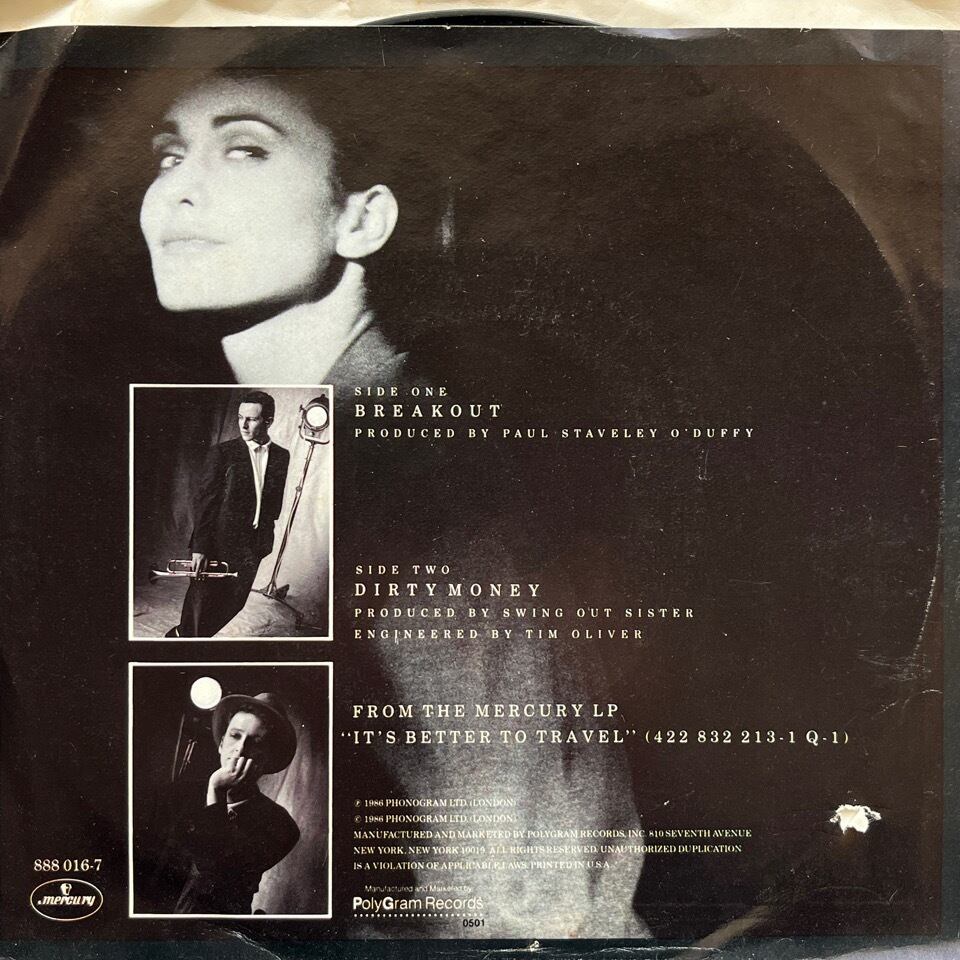 SIDE ONE
BREAKOUT
PRODUCED BY PAUL STAVELEY O'DUFFY
SIDE TWO
DIRTY MONEY
PRODUCED BY SWING OUT SISTER
ENGINEERED BY TIM OLIVER
FROM THE MERCURY LP
"IT'S BETTER TO TRAVEL" (422 832 213-1 Q-1)
℗ 1986 PHONOGRAM LTD. (LONDON)
© 1986 PHONOGRAM LTD. (LONDON)
MANUFACTURED AND MARKETED BY POLYGRAM RECORDS, INC. 810 SEVENTH AVENUE
NEW YORK, NEW YORK 10019. ALL RIGHTS RESERVED. UNAUTHORIZED DUPLICATION
IS A VIOLATION OF APPLICABLE LAWS. PRINTED IN U.S.A.
888 016-7
mercury
Manufactured and Marketed by
PolyGram Records
0501